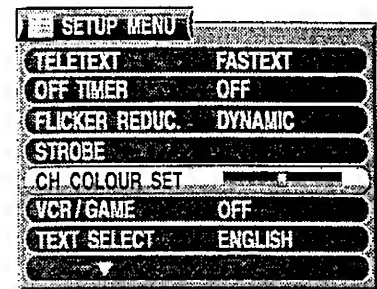 SETUP MENU
TELETEXT FASTEXT
OFF TIMER OFF
FLICKER REDUC. DYNAMIC
STROBE
CH COLOUR SET
VCR/GAME OFF
TEXT SELECT ENGLISH